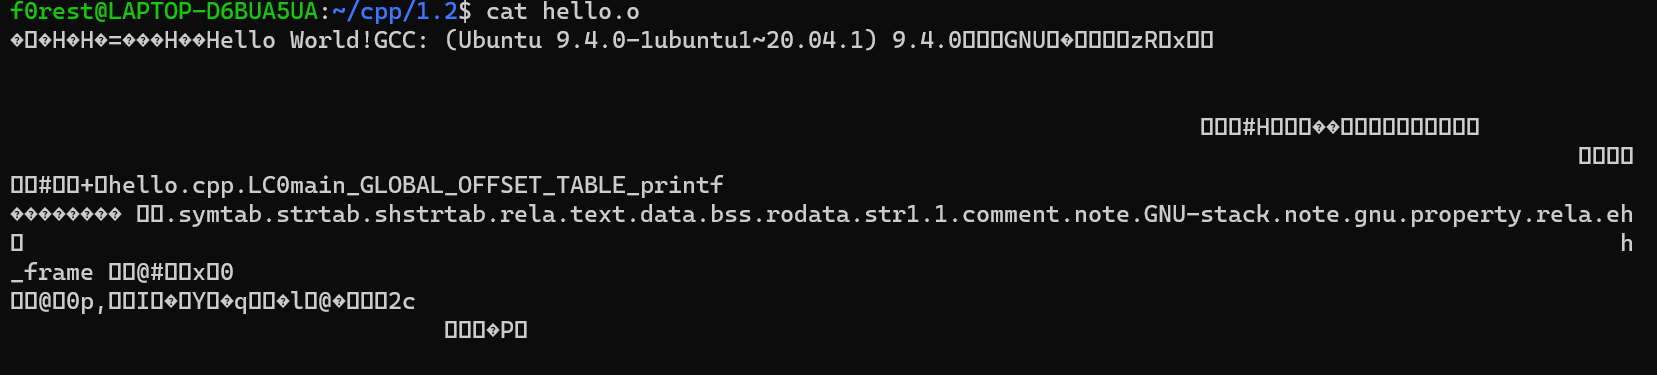 f0rest@LAPTOP-D6BUA5UA:~/cpp/1.2$ cat hello.o
�▯�H�H�=���H��Hello World!GCC: (Ubuntu 9.4.0-1ubuntu1~20.04.1) 9.4.0▯▯▯GNU▯�▯▯▯▯zR▯x▯▯
▯▯▯#H▯▯▯��▯▯▯▯▯▯▯▯▯▯
▯▯▯▯
▯▯#▯▯+▯hello.cpp.LC0main_GLOBAL_OFFSET_TABLE_printf
�������� ▯▯.symtab.strtab.shstrtab.rela.text.data.bss.rodata.str1.1.comment.note.GNU-stack.note.gnu.property.rela.eh
▯ h
_frame ▯▯@#▯▯x▯0
▯▯@▯0p,▯▯I▯�▯Y▯�q▯▯�l▯@�▯▯▯2c
▯▯▯�P▯